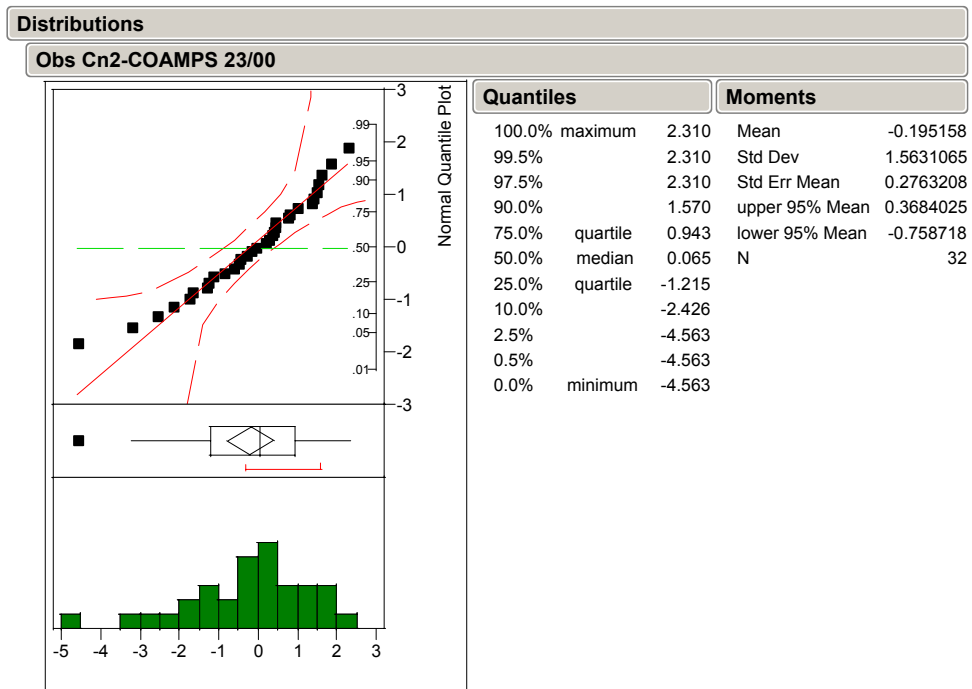 Distributions
Obs Cn2-COAMPS 23/00
3
2
1
0
-1
-2
-3
.99
.95
.90
.75
.50
.25
.10
.05
.01
Normal Quantile Plot
-5 -4 -3 -2 -1 0 1 2 3
Quantiles
100.0% maximum 2.310
99.5% 2.310
97.5% 2.310
90.0% 1.570
75.0% quartile 0.943
50.0% median 0.065
25.0% quartile -1.215
10.0% -2.426
2.5% -4.563
0.5% -4.563
0.0% minimum -4.563
Moments
Mean -0.195158
Std Dev 1.5631065
Std Err Mean 0.2763208
upper 95% Mean 0.3684025
lower 95% Mean -0.758718
N 32